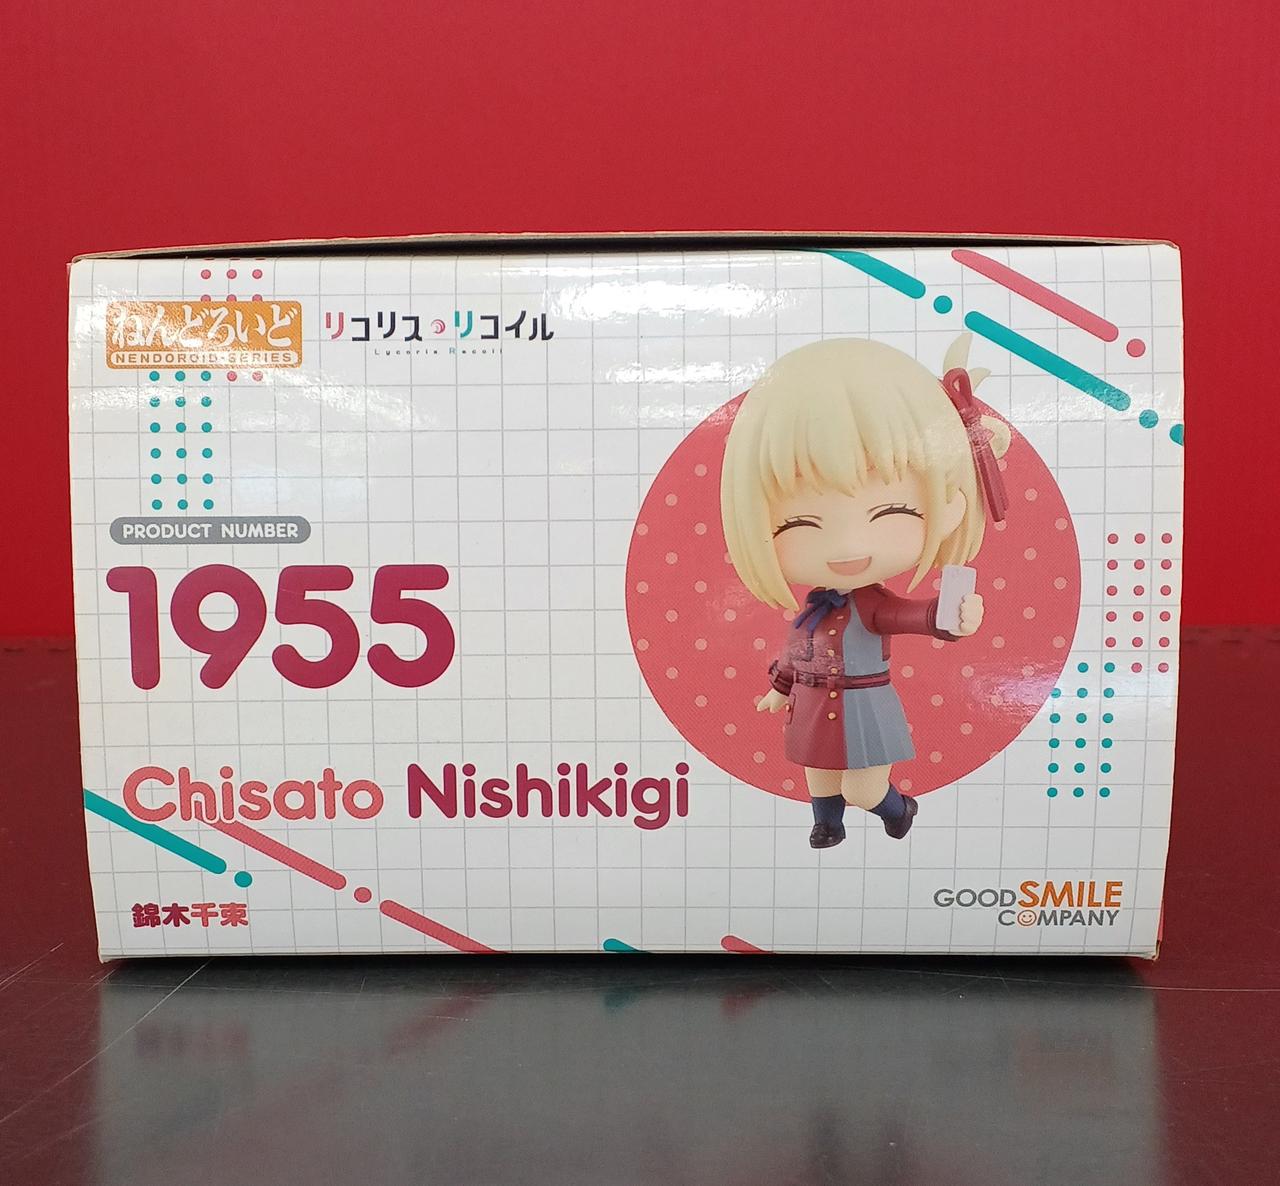 ねんどろいど
NENDOROID SERIES
リコリス リコイル
Lycoris Recoil
PRODUCT NUMBER
1955
Chisato Nishikigi
錦木千束
GOOD SMILE
COMPANY